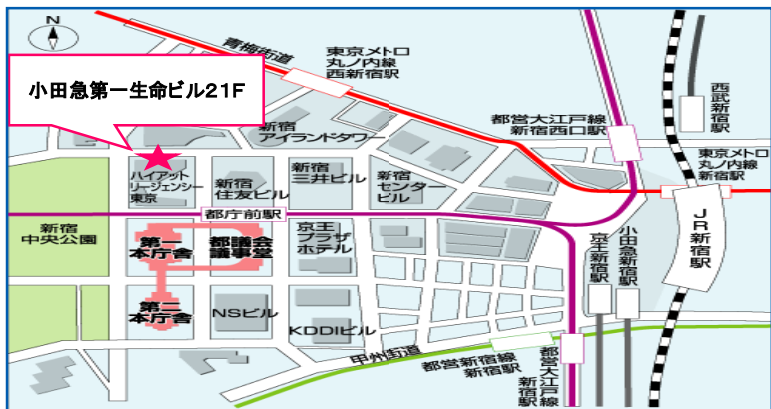 N
小田急第一生命ビル21F
青梅街道
東京メトロ
丸ノ内線
西新宿駅
都営大江戸線
新宿西口駅
西武新宿駅
新宿
アイランドタワー
ハイアット
リージェンシー
東京
新宿
住友ビル
新宿
三井ビル
新宿
センター
ビル
東京メトロ
丸ノ内線
新宿駅
都庁前駅
新宿
中央公園
第一
本庁舎
都議会
議事堂
京王
プラザ
ホテル
京王新宿駅
小田急新宿駅
JR新宿駅
第二
本庁舎
NSビル
KDDIビル
甲州街道
都営新宿線
新宿駅
都営大江戸線
新宿駅